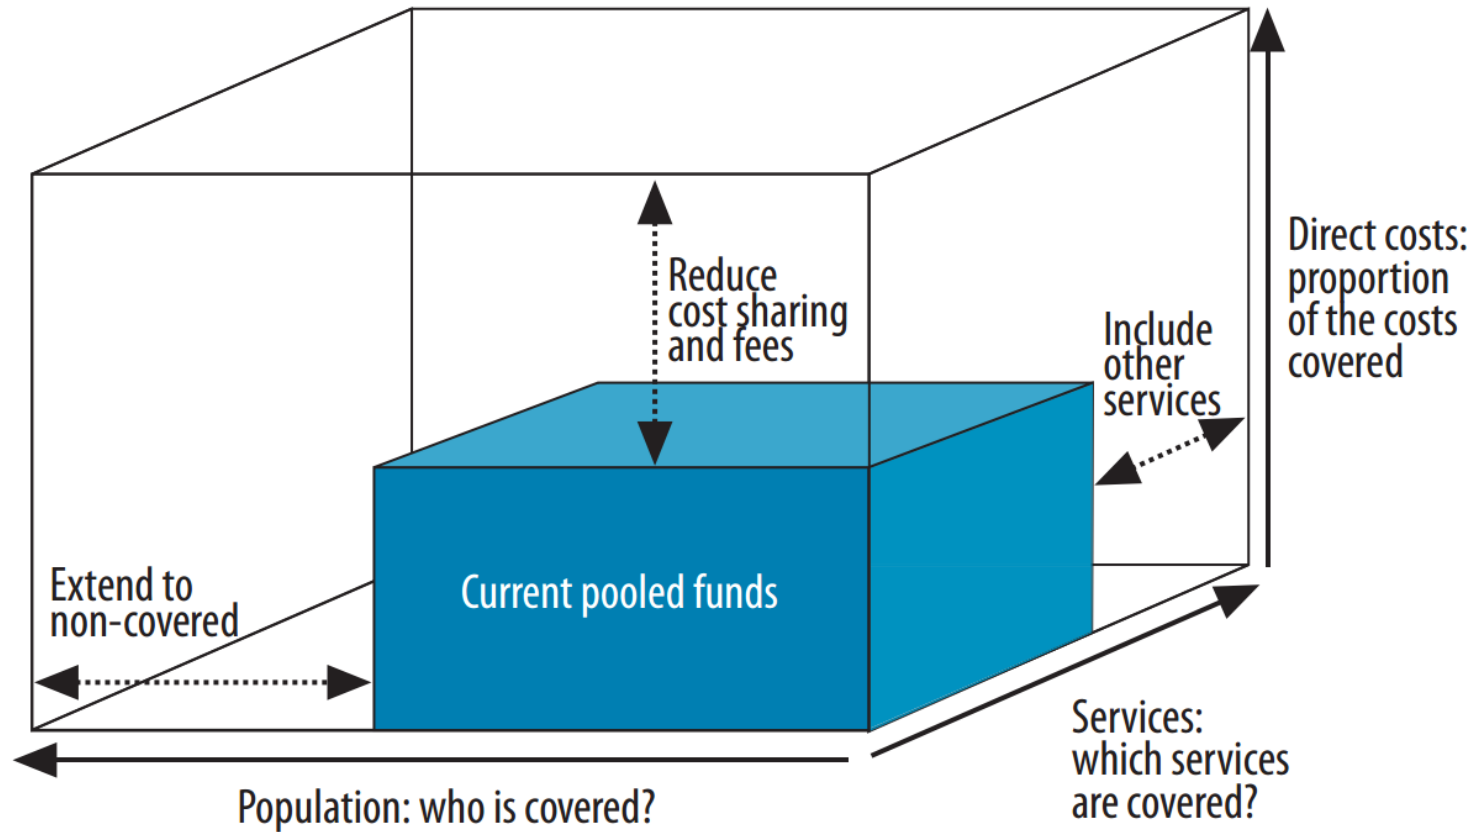 Direct costs:
proportion
of the costs
covered
Reduce
cost sharing
and fees
Include
other
services
Extend to
non-covered
Current pooled funds
Services:
which services
are covered?
Population: who is covered?